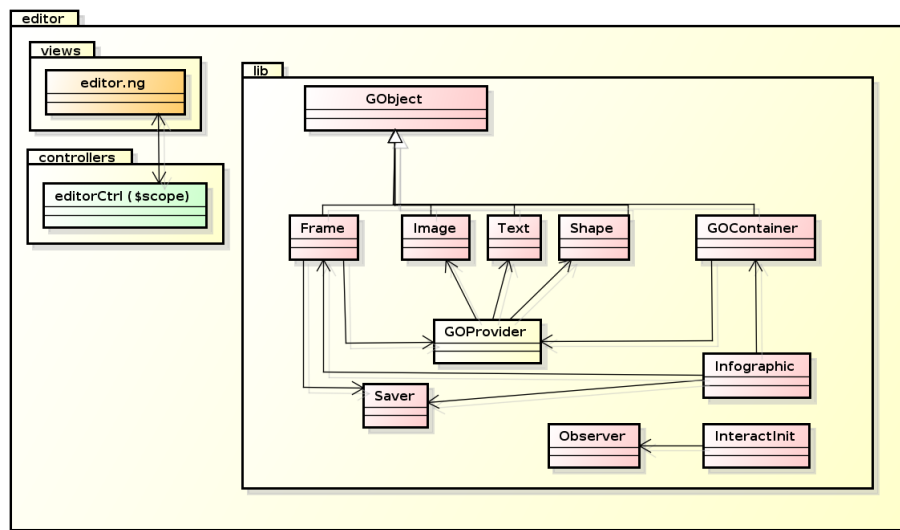 editor
views
editor.ng
controllers
editorCtrl ($scope)
lib
GObject
Frame
Image
Text
Shape
GOContainer
GOProvider
Infographic
Saver
Observer
InteractInit